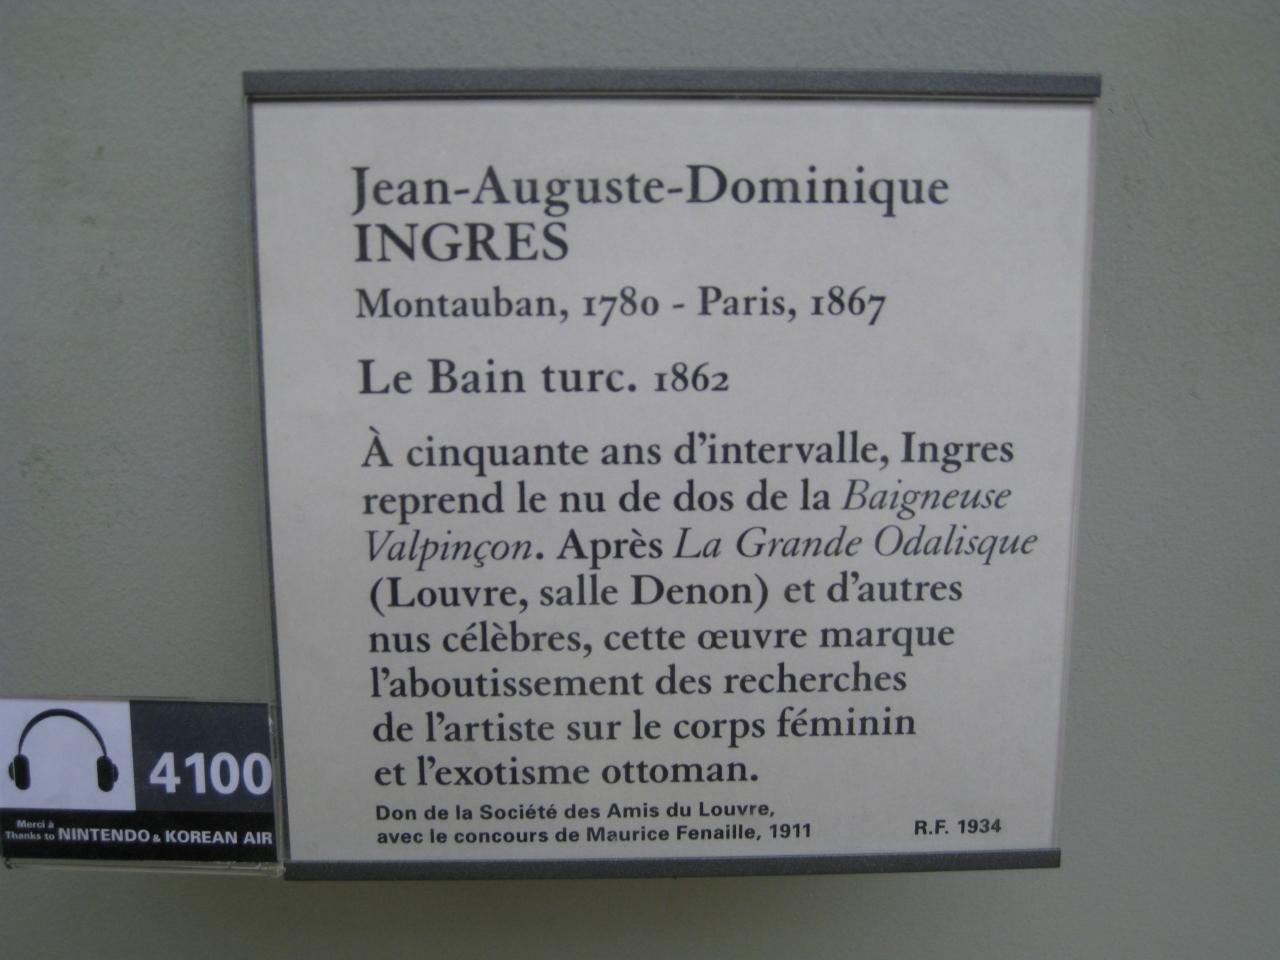 Jean-Auguste-Dominique
INGRES
Montauban, 1780 - Paris, 1867
Le Bain turc. 1862
À cinquante ans d'intervalle, Ingres
reprend le nu de dos de la Baigneuse
Valpinçon. Après La Grande Odalisque
(Louvre, salle Denon) et d'autres
nus célèbres, cette œuvre marque
l'aboutissement des recherches
de l'artiste sur le corps féminin
et l'exotisme ottoman.
Don de la Société des Amis du Louvre,
avec le concours de Maurice Fenaille, 1911
R.F. 1934
4100
Merci à
Thanks to NINTENDO & KOREAN AIR